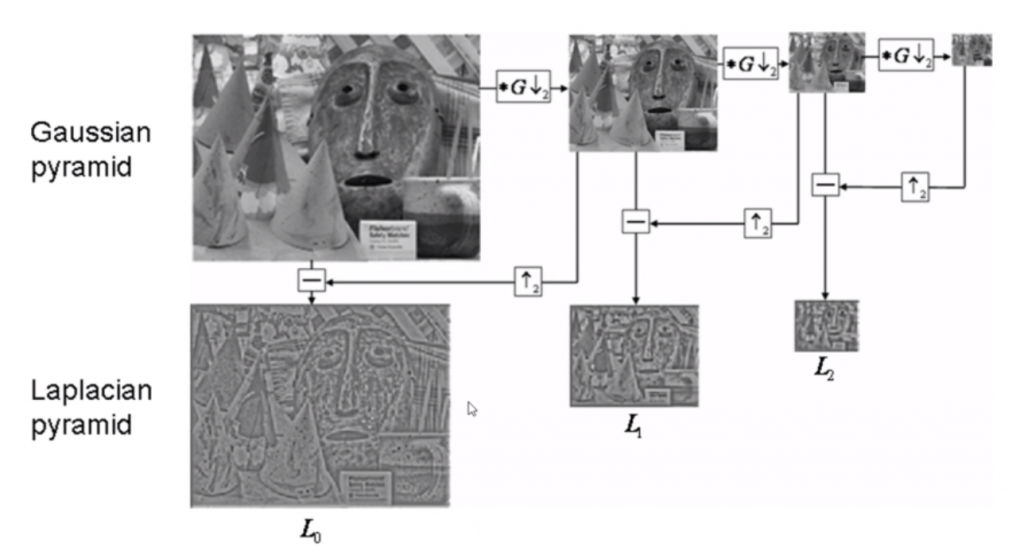 *G↓₂
*G↓₂
*G↓₂
Gaussian
pyramid
−
↑₂
−
↑₂
−
↑₂
Laplacian
pyramid
L₂
L₁
L₀